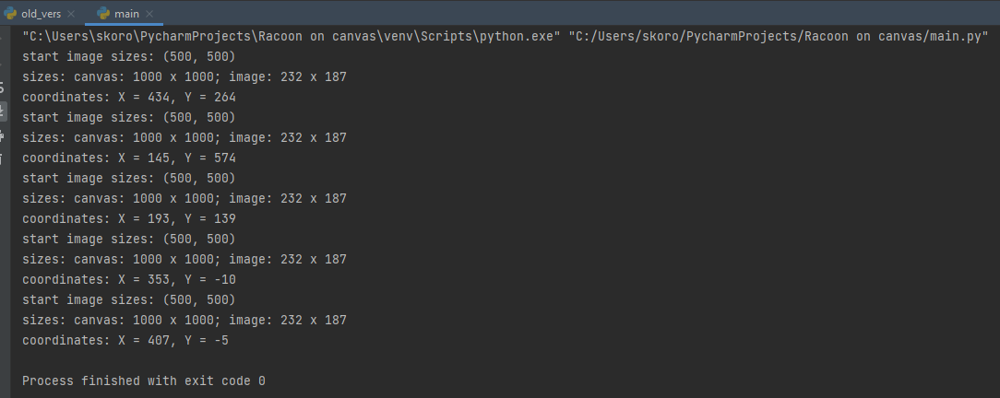 old_vers main
"C:\Users\skoro\PycharmProjects\Racoon on canvas\venv\Scripts\python.exe" "C:/Users/skoro/PycharmProjects/Racoon on canvas/main.py"
start image sizes: (500, 500)
sizes: canvas: 1000 x 1000; image: 232 x 187
coordinates: X = 434, Y = 264
start image sizes: (500, 500)
sizes: canvas: 1000 x 1000; image: 232 x 187
coordinates: X = 145, Y = 574
start image sizes: (500, 500)
sizes: canvas: 1000 x 1000; image: 232 x 187
coordinates: X = 193, Y = 139
start image sizes: (500, 500)
sizes: canvas: 1000 x 1000; image: 232 x 187
coordinates: X = 353, Y = -10
start image sizes: (500, 500)
sizes: canvas: 1000 x 1000; image: 232 x 187
coordinates: X = 407, Y = -5
Process finished with exit code 0